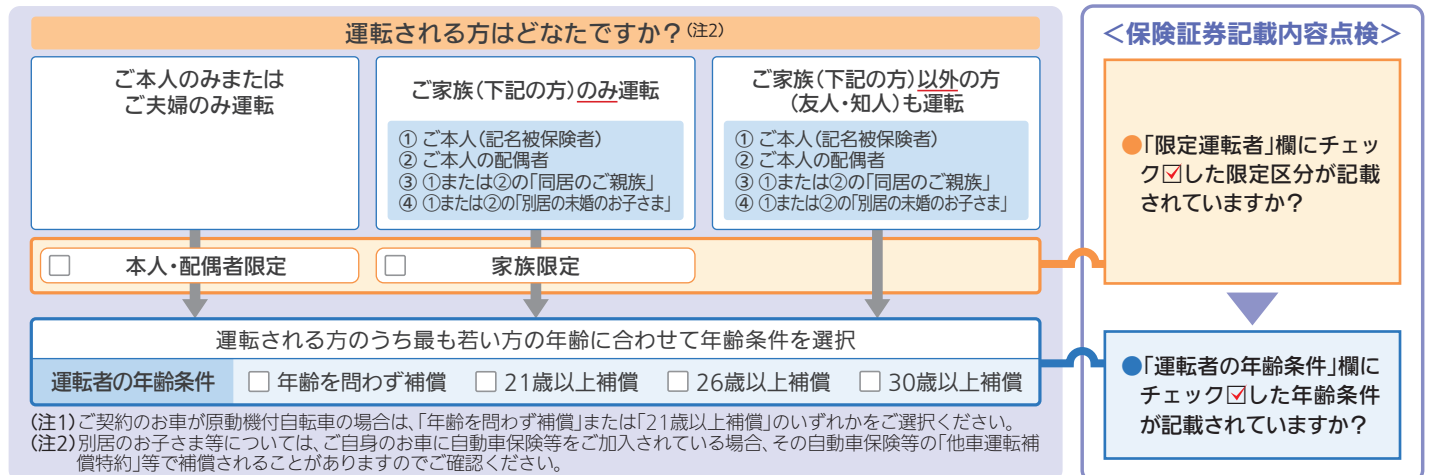 運転される方はどなたですか？(注2)
ご本人のみまたは
ご夫婦のみ運転
ご家族(下記の方)のみ運転
① ご本人(記名被保険者)
② ご本人の配偶者
③ ①または②の「同居のご親族」
④ ①または②の「別居の未婚のお子さま」
ご家族(下記の方)以外の方
(友人・知人)も運転
① ご本人(記名被保険者)
② ご本人の配偶者
③ ①または②の「同居のご親族」
④ ①または②の「別居の未婚のお子さま」
□ 本人・配偶者限定
□ 家族限定
運転される方のうち最も若い方の年齢に合わせて年齢条件を選択
運転者の年齢条件 □ 年齢を問わず補償 □ 21歳以上補償 □ 26歳以上補償 □ 30歳以上補償
(注1)ご契約のお車が原動機付自転車の場合は、「年齢を問わず補償」または「21歳以上補償」のいずれかをご選択ください。
(注2)別居のお子さま等については、ご自身のお車に自動車保険等をご加入されている場合、その自動車保険等の「他車運転補
償特約」等で補償されることがありますのでご確認ください。
＜保険証券記載内容点検＞
●「限定運転者」欄にチェッ
ク☑した限定区分が記載
されていますか？
●「運転者の年齢条件」欄に
チェック☑した年齢条件
が記載されていますか？